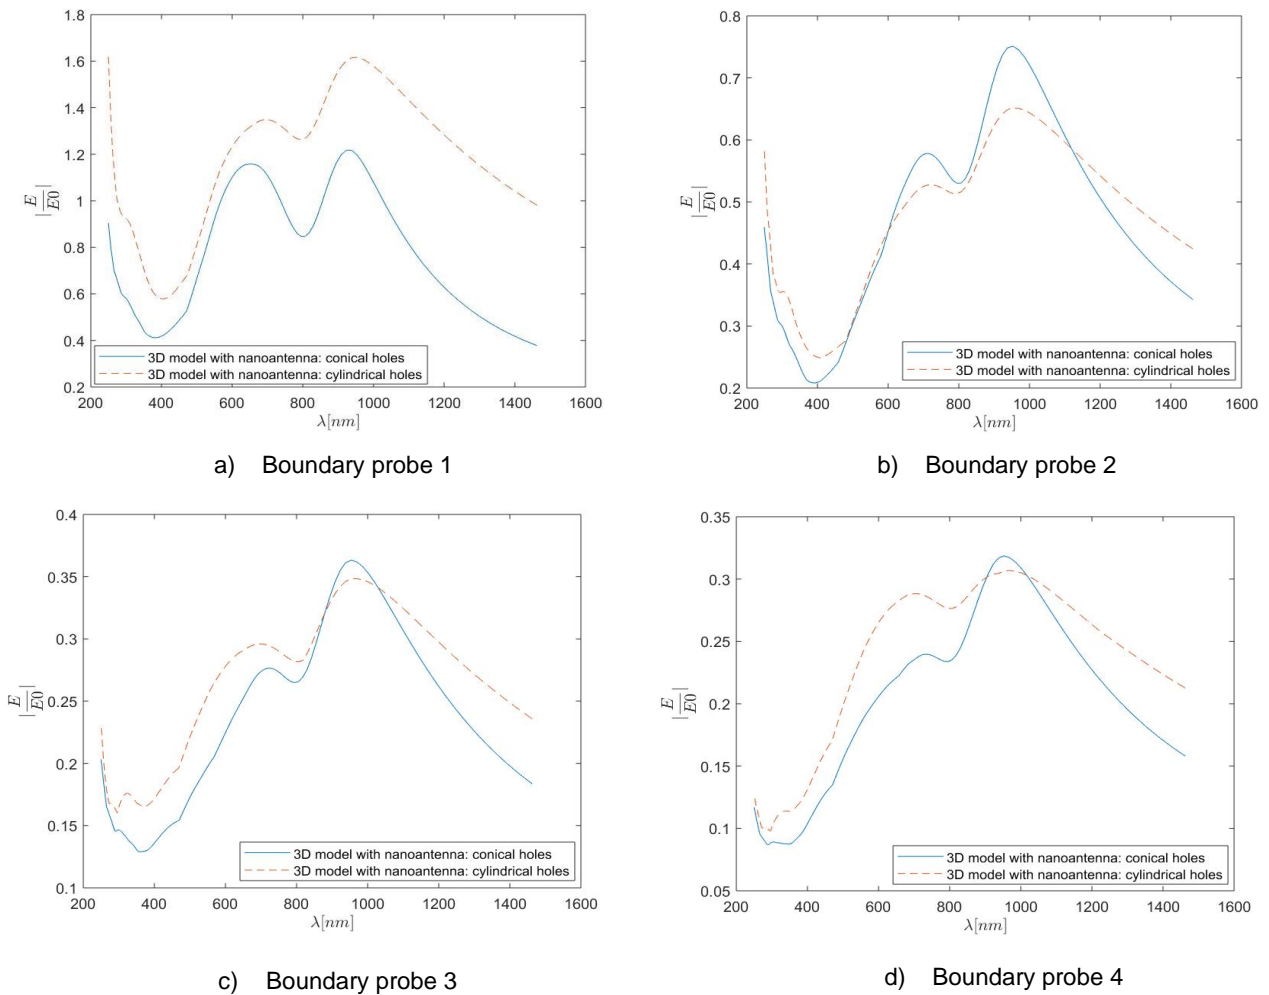 1.8
1.6
1.4
1.2
1
0.8
0.6
0.4
0.2
|E/E0|
3D model with nanoantenna: conical holes
3D model with nanoantenna: cylindrical holes
200 400 600 800 1000 1200 1400 1600
λ[nm]
a) Boundary probe 1
0.8
0.7
0.6
0.5
0.4
0.3
0.2
|E/E0|
3D model with nanoantenna: conical holes
3D model with nanoantenna: cylindrical holes
200 400 600 800 1000 1200 1400 1600
λ[nm]
b) Boundary probe 2
0.4
0.35
0.3
0.25
0.2
0.15
0.1
|E/E0|
3D model with nanoantenna: conical holes
3D model with nanoantenna: cylindrical holes
200 400 600 800 1000 1200 1400 1600
λ[nm]
c) Boundary probe 3
0.35
0.3
0.25
0.2
0.15
0.1
0.05
|E/E0|
3D model with nanoantenna: conical holes
3D model with nanoantenna: cylindrical holes
200 400 600 800 1000 1200 1400 1600
λ[nm]
d) Boundary probe 4